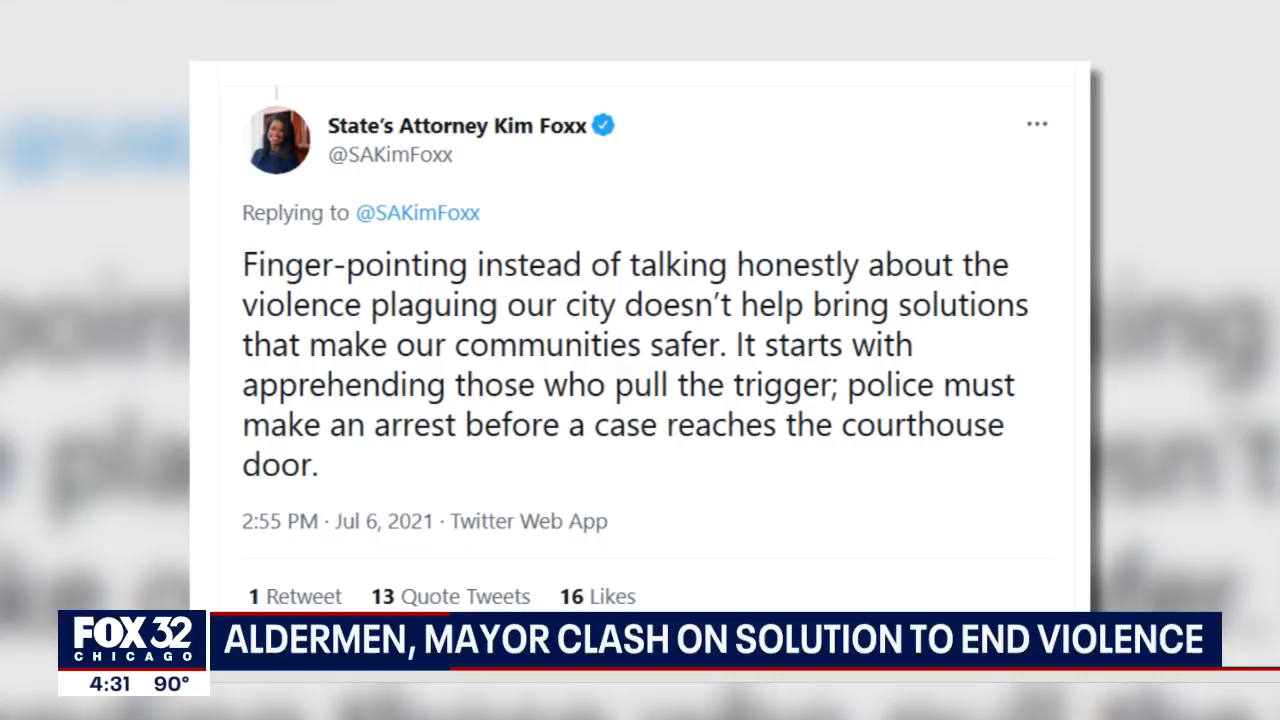 State's Attorney Kim Foxx
@SAKimFoxx
Replying to @SAKimFoxx
Finger-pointing instead of talking honestly about the
violence plaguing our city doesn't help bring solutions
that make our communities safer. It starts with
apprehending those who pull the trigger; police must
make an arrest before a case reaches the courthouse
door.
2:55 PM · Jul 6, 2021 · Twitter Web App
1 Retweet 13 Quote Tweets 16 Likes
FOX 32
CHICAGO
ALDERMEN, MAYOR CLASH ON SOLUTION TO END VIOLENCE
4:31 90°